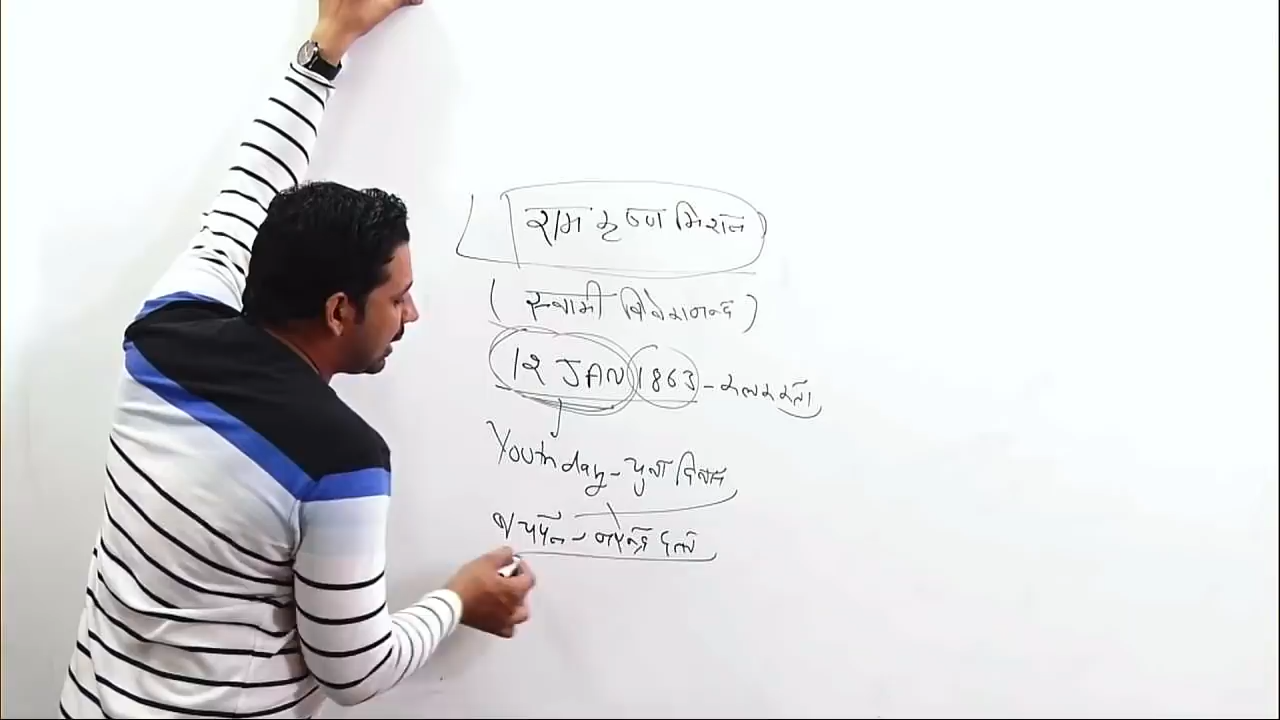 राम कृष्ण मिशन
(स्वामी विवेकानन्द)
12 JAN 1863 - कलकत्ता
Youth day - युवा दिवस
बचपन - नरेन्द्र दत्त